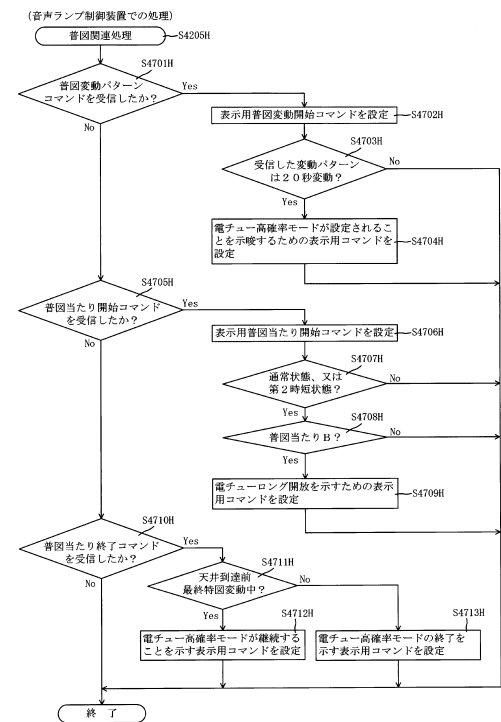 (音声ランプ制御装置での処理)
普図関連処理
S4205H
S4701H
普図変動パターン
コマンドを受信したか?
Yes
No
表示用普図変動開始コマンドを設定
S4702H
S4703H
受信した変動パターン
は20秒変動?
No
Yes
電チュー高確率モードが設定されるこ
とを示唆するための表示用コマンドを
設定
S4704H
S4705H
普図当たり開始コマンド
を受信したか?
Yes
No
表示用普図当たり開始コマンドを設定
S4706H
S4707H
通常状態、又は
第2時短状態?
No
Yes
S4708H
普図当たりB?
No
Yes
電チューロング開放を示すための表示
用コマンドを設定
S4709H
S4710H
普図当たり終了コマンド
を受信したか?
Yes
No
S4711H
天井到達前
最終特図変動中?
No
Yes
S4712H
電チュー高確率モードが継続する
ことを示す表示用コマンドを設定
S4713H
電チュー高確率モードの終了を
示す表示用コマンドを設定
終 了